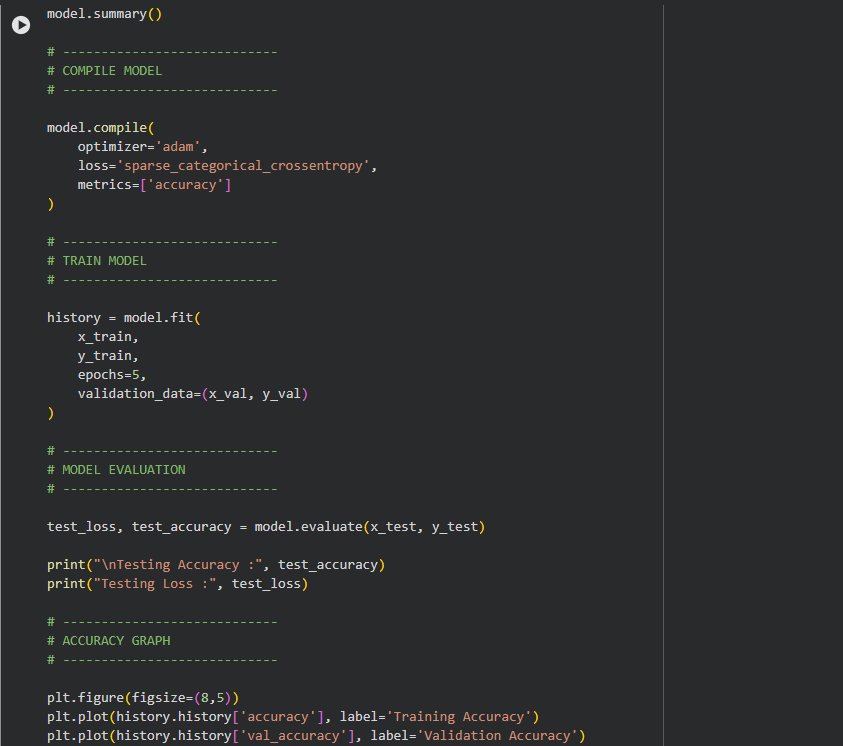 model.summary()
# ----------------------------
# COMPILE MODEL
# ----------------------------
model.compile(
    optimizer='adam',
    loss='sparse_categorical_crossentropy',
    metrics=['accuracy']
)
# ----------------------------
# TRAIN MODEL
# ----------------------------
history = model.fit(
    x_train,
    y_train,
    epochs=5,
    validation_data=(x_val, y_val)
)
# ----------------------------
# MODEL EVALUATION
# ----------------------------
test_loss, test_accuracy = model.evaluate(x_test, y_test)
print("\nTesting Accuracy :", test_accuracy)
print("Testing Loss :", test_loss)
# ----------------------------
# ACCURACY GRAPH
# ----------------------------
plt.figure(figsize=(8,5))
plt.plot(history.history['accuracy'], label='Training Accuracy')
plt.plot(history.history['val_accuracy'], label='Validation Accuracy')